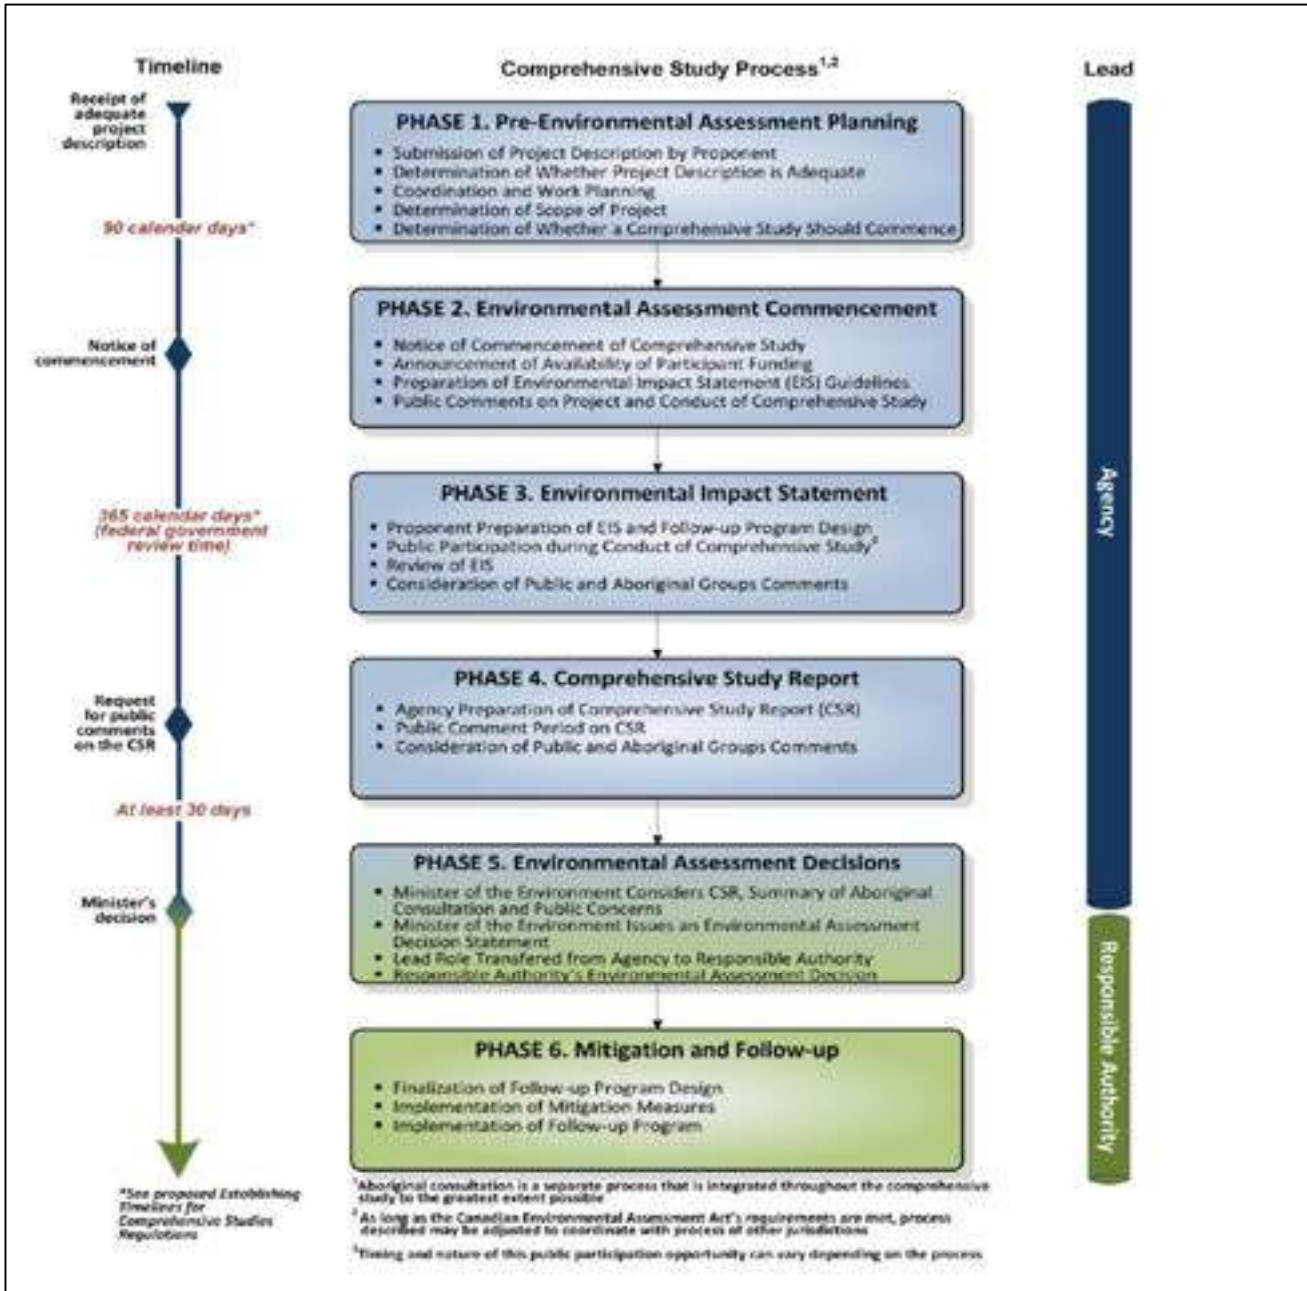 Timeline
Comprehensive Study Process1,2
Lead
Receipt of
adequate
project
description
90 calender days*
Notice of
commencement
365 calender days*
(federal government
review time)
Request
for public
comments
on the CSR
At least 30 days
Minister's
decision
*See proposed Establishing
Timelines for
Comprehensive Studies
Regulations
PHASE 1. Pre-Environmental Assessment Planning
• Submission of Project Description by Proponent
• Determination of Whether Project Description is Adequate
• Coordination and Work Planning
• Determination of Scope of Project
• Determination of Whether a Comprehensive Study Should Commence
PHASE 2. Environmental Assessment Commencement
• Notice of Commencement of Comprehensive Study
• Announcement of Availability of Participant Funding
• Preparation of Environmental Impact Statement (EIS) Guidelines
• Public Comments on Project and Conduct of Comprehensive Study
PHASE 3. Environmental Impact Statement
• Proponent Preparation of EIS and Follow-up Program Design
• Public Participation during Conduct of Comprehensive Study3
• Review of EIS
• Consideration of Public and Aboriginal Groups Comments
PHASE 4. Comprehensive Study Report
• Agency Preparation of Comprehensive Study Report (CSR)
• Public Comment Period on CSR
• Consideration of Public and Aboriginal Groups Comments
PHASE 5. Environmental Assessment Decisions
• Minister of the Environment Considers CSR, Summary of Aboriginal
Consultation and Public Concerns
• Minister of the Environment Issues an Environmental Assessment
Decision Statement
• Lead Role Transfered from Agency to Responsible Authority
• Responsible Authority's Environmental Assessment Decision
PHASE 6. Mitigation and Follow-up
• Finalization of Follow-up Program Design
• Implementation of Mitigation Measures
• Implementation of Follow-up Program
1Aboriginal consultation is a separate process that is integrated throughout the comprehensive
study to the greatest extent possible
2As long as the Canadian Environmental Assessment Act's requirements are met, process
described may be adjusted to coordinate with process of other jurisdictions
3Timing and nature of this public participation opportunity can vary depending on the process
Agency
Responsible Authority